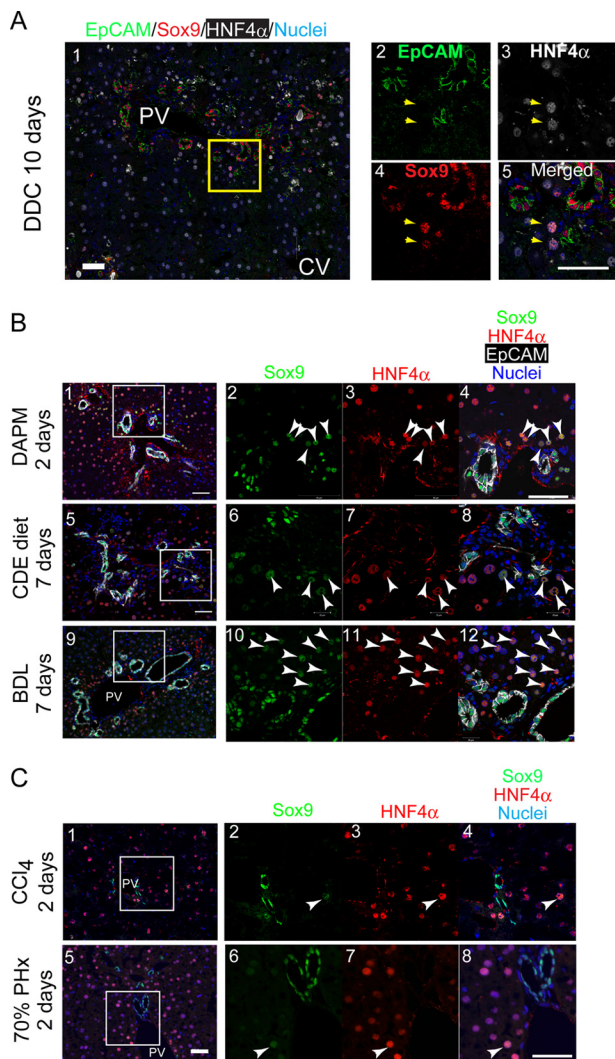 A
EpCAM/Sox9/HNF4α/Nuclei
DDC 10 days
1
PV
CV
2
EpCAM
3
HNF4α
4
Sox9
5
Merged
B
Sox9
HNF4α
EpCAM
Nuclei
Sox9
HNF4α
DAPM
2 days
1
2
3
4
CDE diet
7 days
5
6
7
8
BDL
7 days
9
PV
10
11
12
C
Sox9
HNF4α
Nuclei
Sox9
HNF4α
CCl4
2 days
1
PV
2
3
4
70% PHx
2 days
5
PV
6
7
8